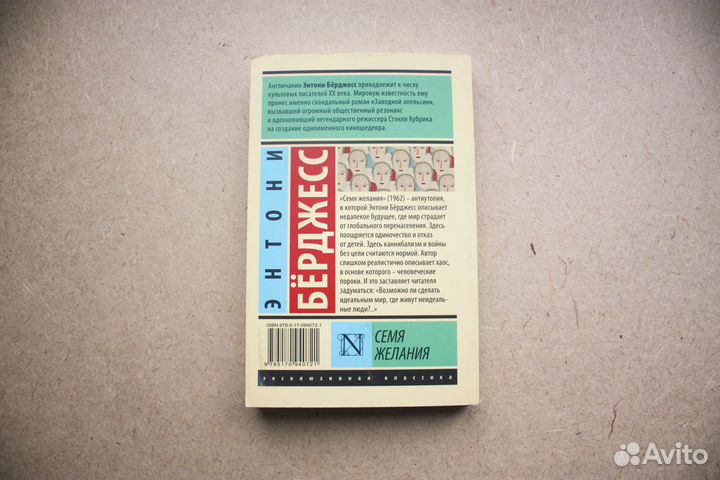 Англичанин Энтони Бёрджесс принадлежит к числу
культовых писателей XX века. Мировую известность ему
принес именно скандальный роман «Заводной апельсин»,
вызвавший огромный общественный резонанс
и вдохновивший легендарного режиссера Стэнли Кубрика
на создание одноименного киношедевра.
ЭНТОНИ
БЁРДЖЕСС
«Семя желания» (1962) – антиутопия,
в которой Энтони Бёрджесс описывает
недалекое будущее, где мир страдает
от глобального перенаселения. Здесь
поощряется одиночество и отказ
от детей. Здесь каннибализм и войны
без цели считаются нормой. Автор
слишком реалистично описывает хаос,
в основе которого – человеческие
пороки. И это заставляет читателя
задуматься: «Возможно ли сделать
идеальным мир, где живут неидеаль-
ные люди?..»
ISBN 978-5-17-094072-1
9 785170 940721
N
СЕМЯ
ЖЕЛАНИЯ
эксклюзивная классика
Avito